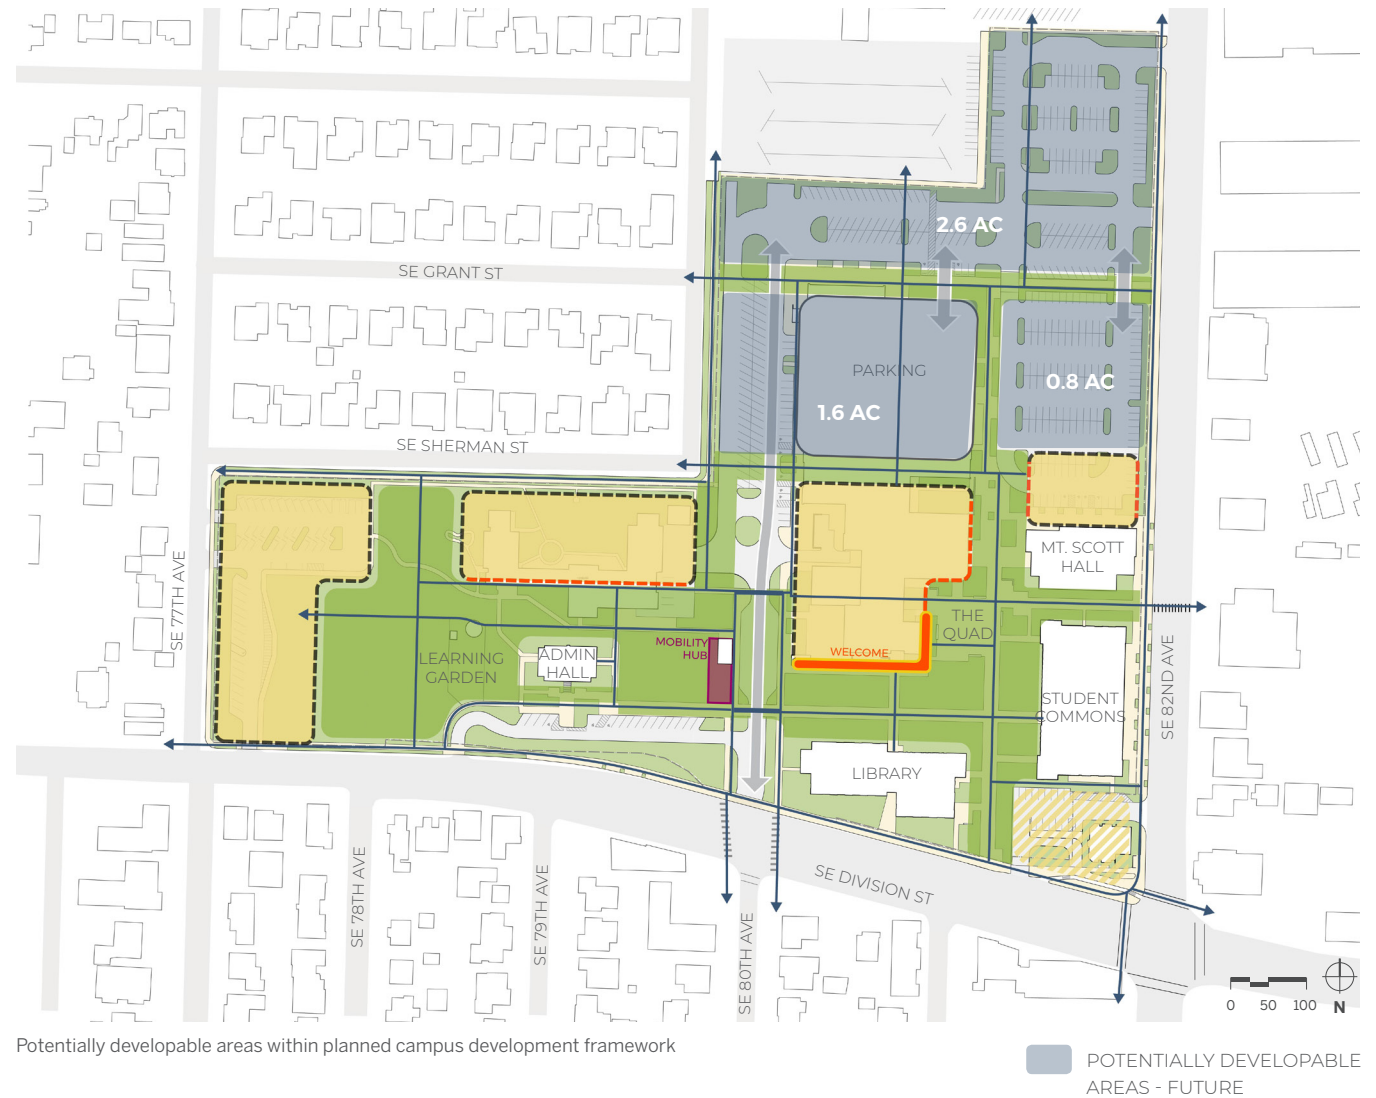 2.6 AC
SE GRANT ST
PARKING
0.8 AC
1.6 AC
SE SHERMAN ST
MT. SCOTT
HALL
SE 77TH AVE
THE
QUAD
MOBILITY
HUB
WELCOME
ADMIN
HALL
LEARNING
GARDEN
SE 82ND AVE
STUDENT
COMMONS
LIBRARY
SE DIVISION ST
SE 78TH AVE
SE 79TH AVE
SE 80TH AVE
0 50 100 N
Potentially developable areas within planned campus development framework
POTENTIALLY DEVELOPABLE
AREAS - FUTURE